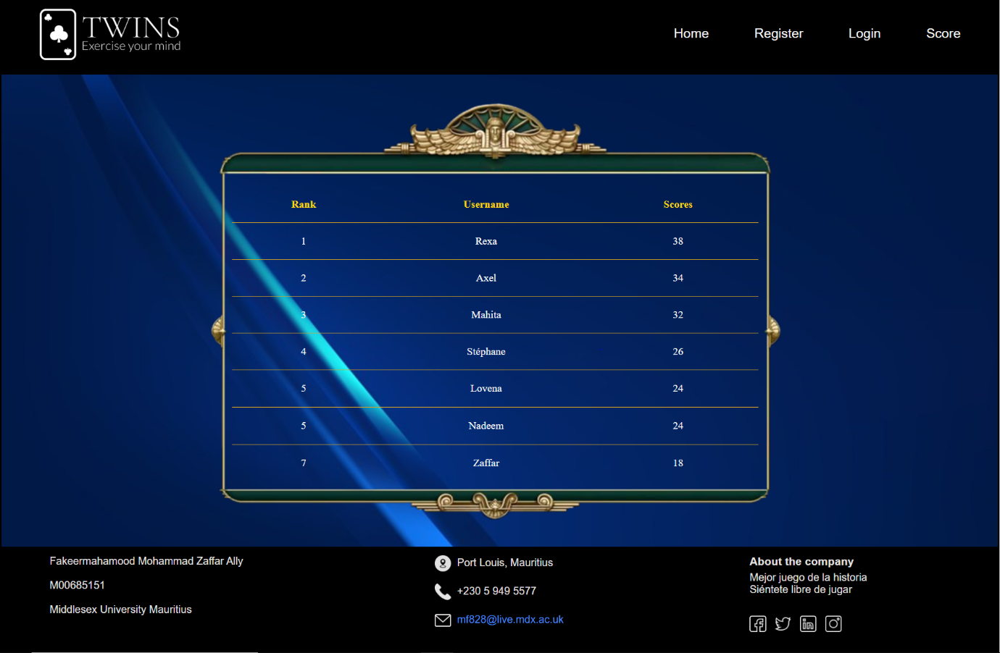 TWINS
Exercise your mind
Home Register Login Score
Rank Username Scores
1 Rexa 38
2 Axel 34
3 Mahita 32
4 Stéphane 26
5 Lovena 24
5 Nadeem 24
7 Zaffar 18
Fakeermahamood Mohammad Zaffar Ally
M00685151
Middlesex University Mauritius
Port Louis, Mauritius
+230 5 949 5577
mf828@live.mdx.ac.uk
About the company
Mejor juego de la historia
Siéntete libre de jugar